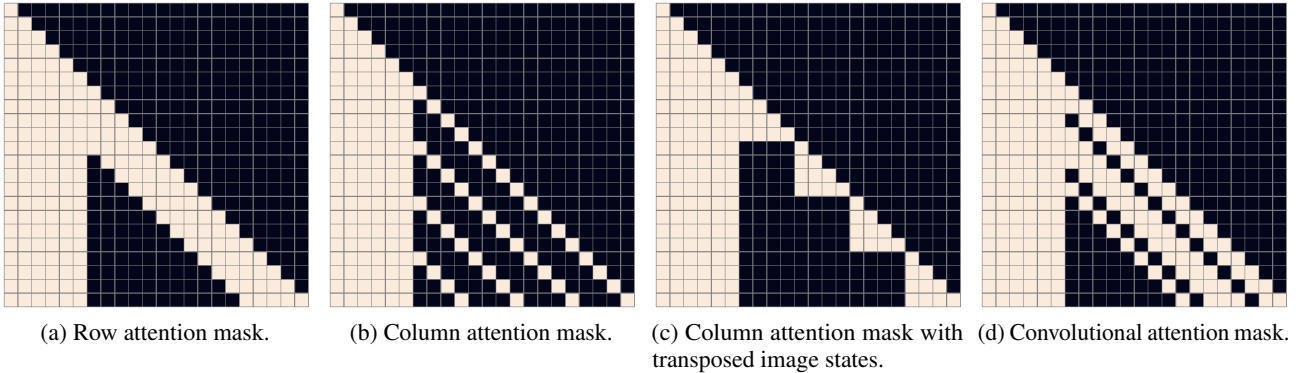 (a) Row attention mask.
(b) Column attention mask.
(c) Column attention mask with
transposed image states.
(d) Convolutional attention mask.